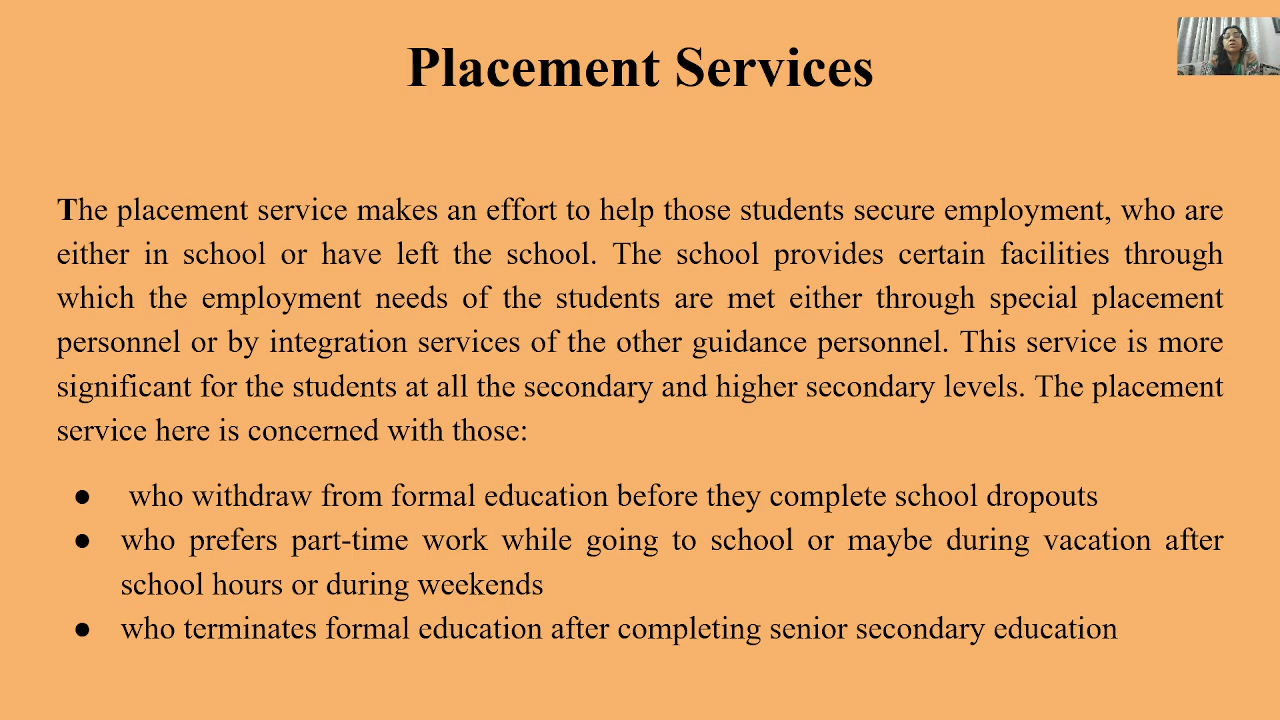 Placement Services
The placement service makes an effort to help those students secure employment, who are
either in school or have left the school. The school provides certain facilities through
which the employment needs of the students are met either through special placement
personnel or by integration services of the other guidance personnel. This service is more
significant for the students at all the secondary and higher secondary levels. The placement
service here is concerned with those:
● who withdraw from formal education before they complete school dropouts
● who prefers part-time work while going to school or maybe during vacation after
school hours or during weekends
● who terminates formal education after completing senior secondary education